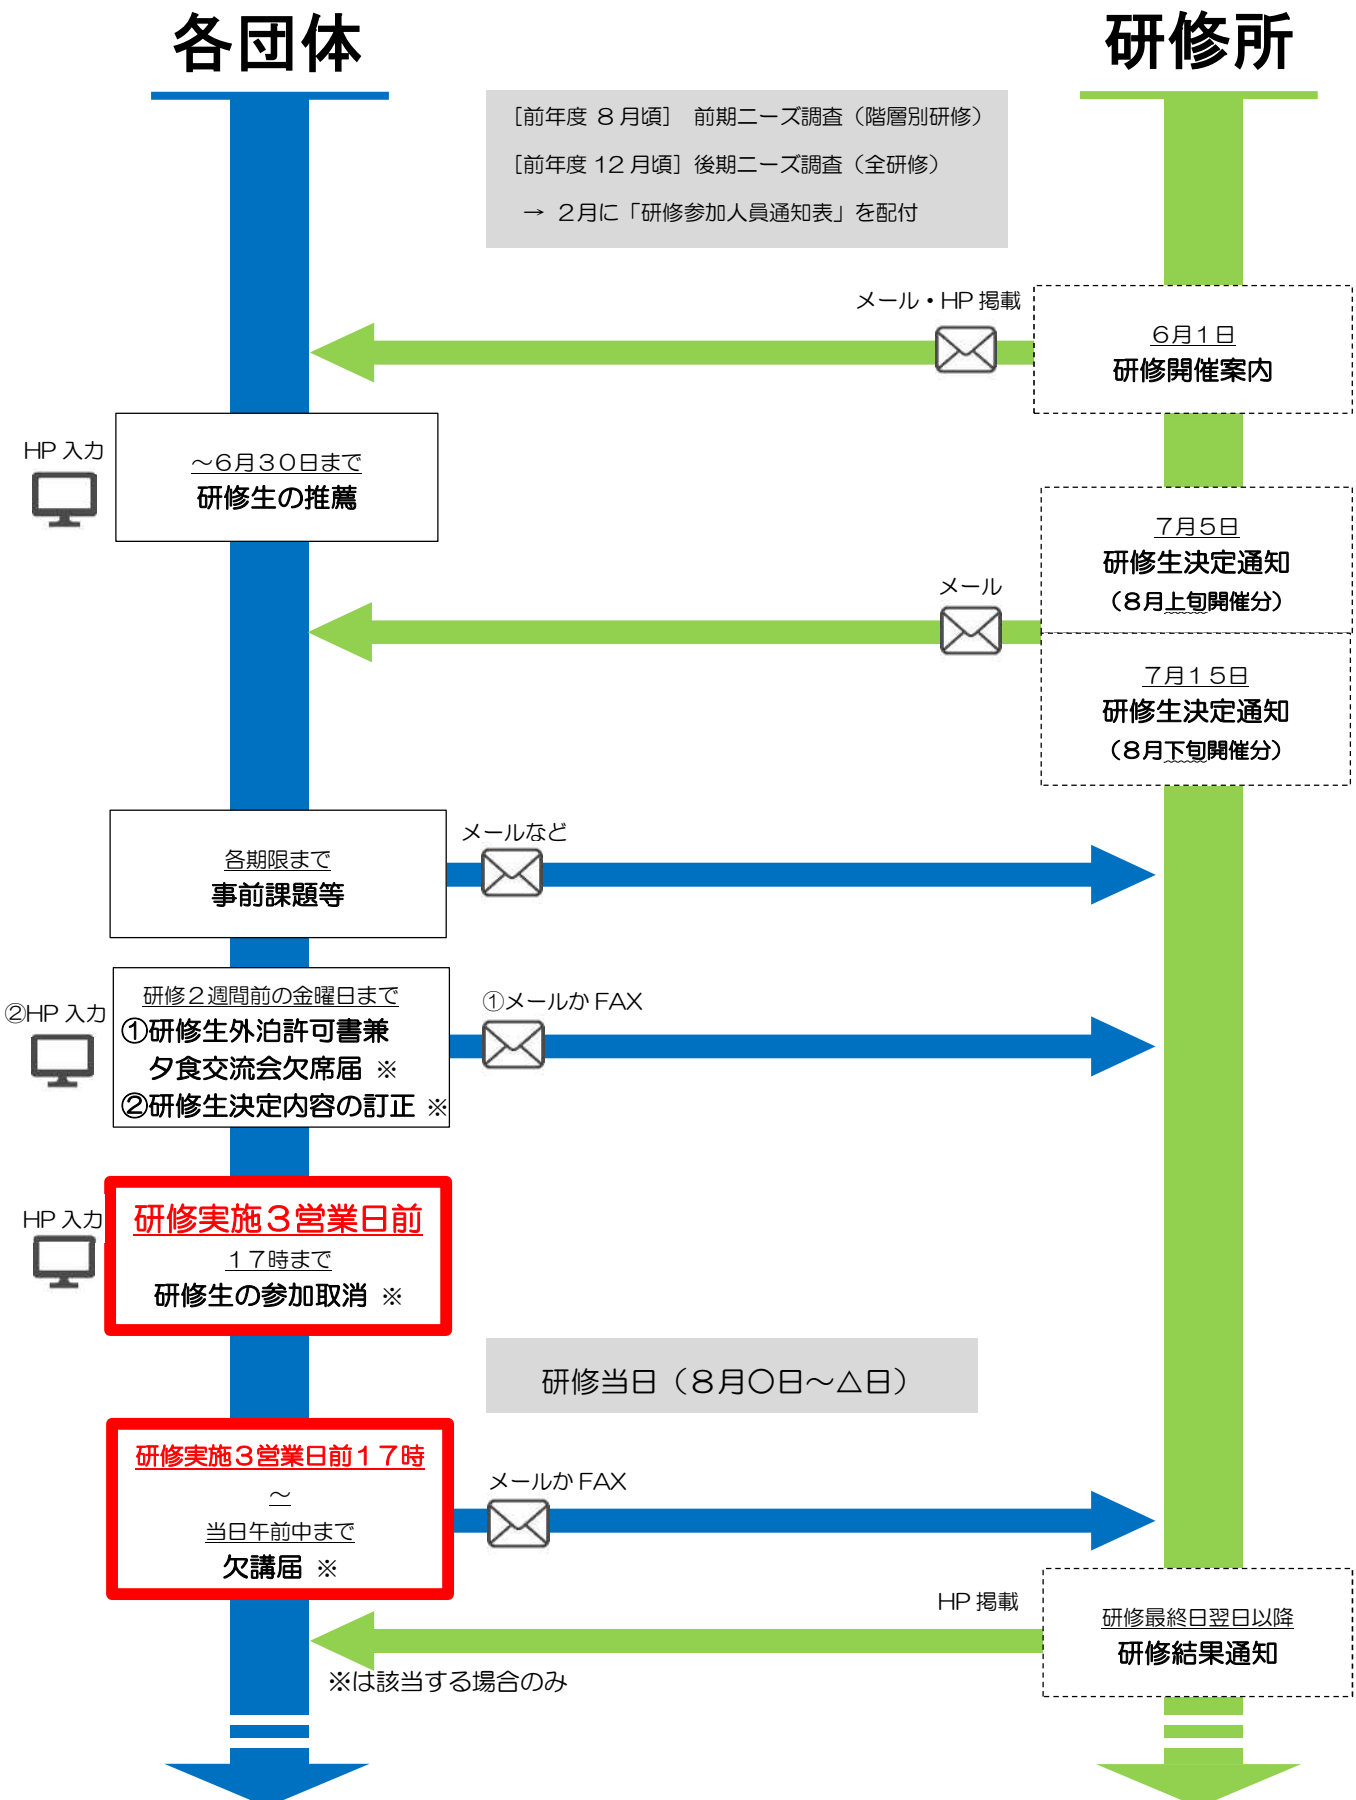 各団体
研修所
［前年度 8月頃］ 前期ニーズ調査（階層別研修）
［前年度 12月頃］後期ニーズ調査（全研修）
→ 2月に「研修参加人員通知表」を配付
メール・HP 掲載
6月1日
研修開催案内
HP 入力
～6月30日まで
研修生の推薦
7月5日
研修生決定通知
（8月上旬開催分）
メール
7月15日
研修生決定通知
（8月下旬開催分）
メールなど
各期限まで
事前課題等
研修2週間前の金曜日まで
①研修生外泊許可書兼
夕食交流会欠席届 ※
②研修生決定内容の訂正 ※
②HP 入力
①メールか FAX
HP 入力
研修実施3営業日前
17時まで
研修生の参加取消 ※
研修当日（8月〇日～△日）
研修実施3営業日前17時
～
当日午前中まで
欠講届 ※
メールか FAX
HP 掲載
研修最終日翌日以降
研修結果通知
※は該当する場合のみ